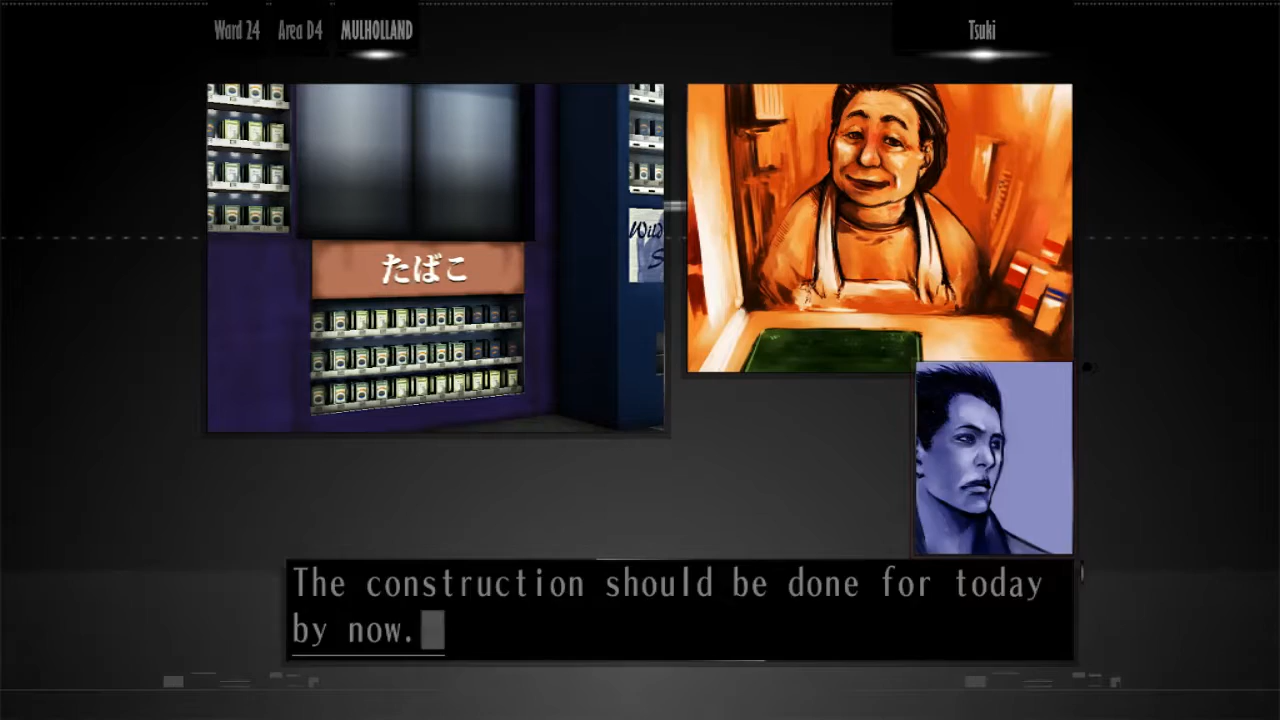 Ward 24 Area D4 MULHOLLAND
Tsuki
たばこ
The construction should be done for today
by now.